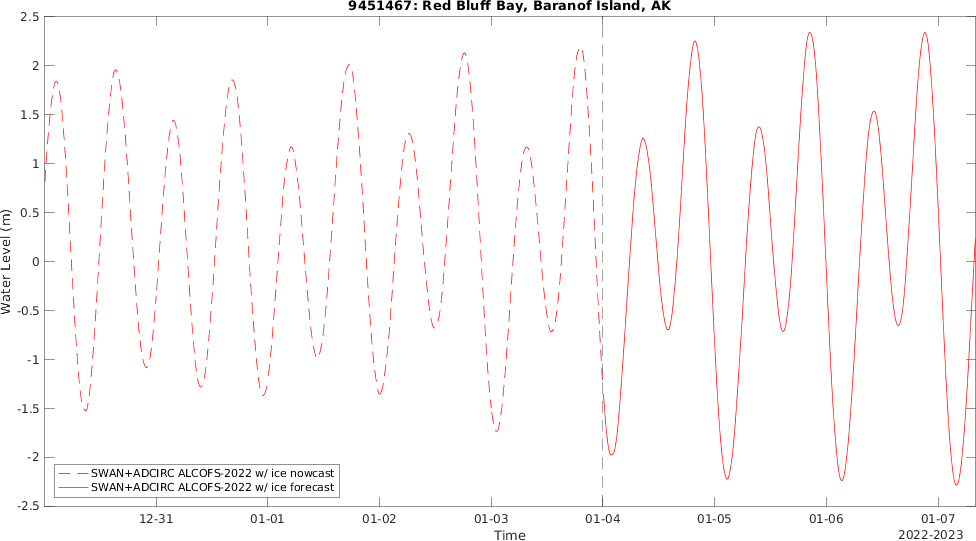 9451467: Red Bluff Bay, Baranof Island, AK
2.5
2
1.5
1
0.5
0
-0.5
-1
-1.5
-2
-2.5
Water Level (m)
SWAN+ADCIRC ALCOFS-2022 w/ ice nowcast
SWAN+ADCIRC ALCOFS-2022 w/ ice forecast
12-31 01-01 01-02 01-03 01-04 01-05 01-06 01-07
Time
2022-2023